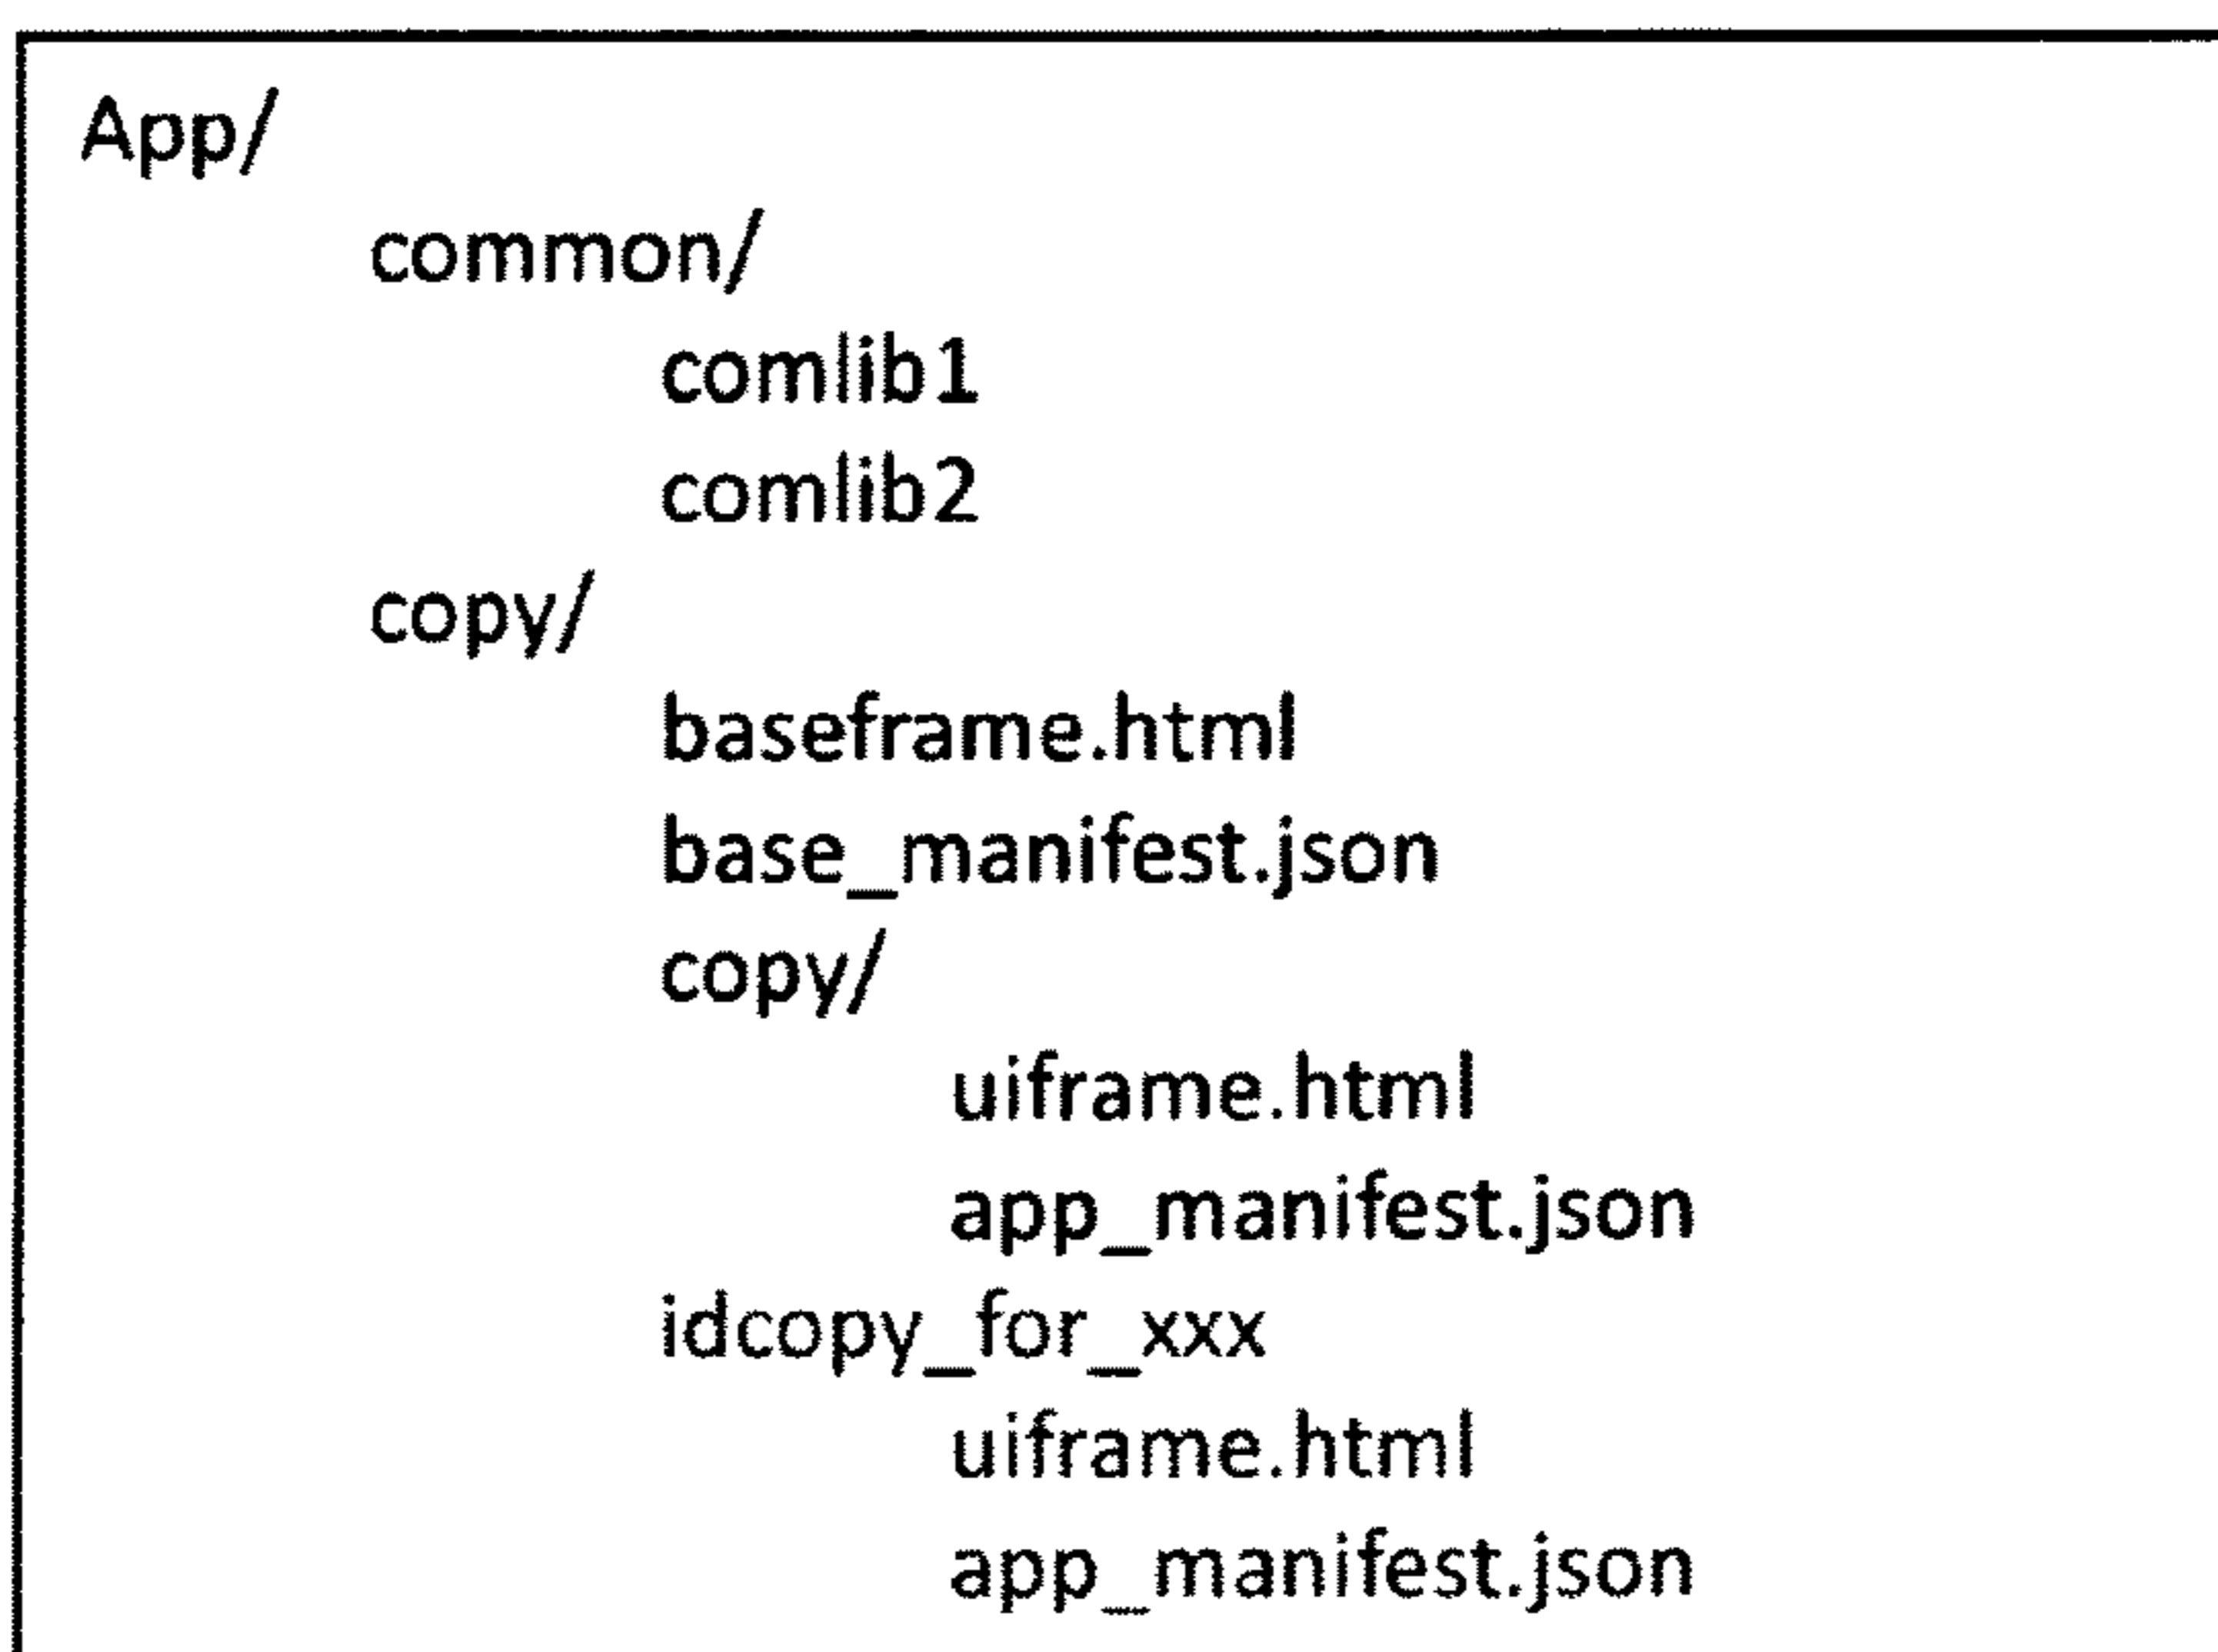 App/
common/
comlib1
comlib2
copy/
baseframe.html
base_manifest.json
copy/
uiframe.html
app_manifest.json
idcopy_for_xxx
uiframe.html
app_manifest.json